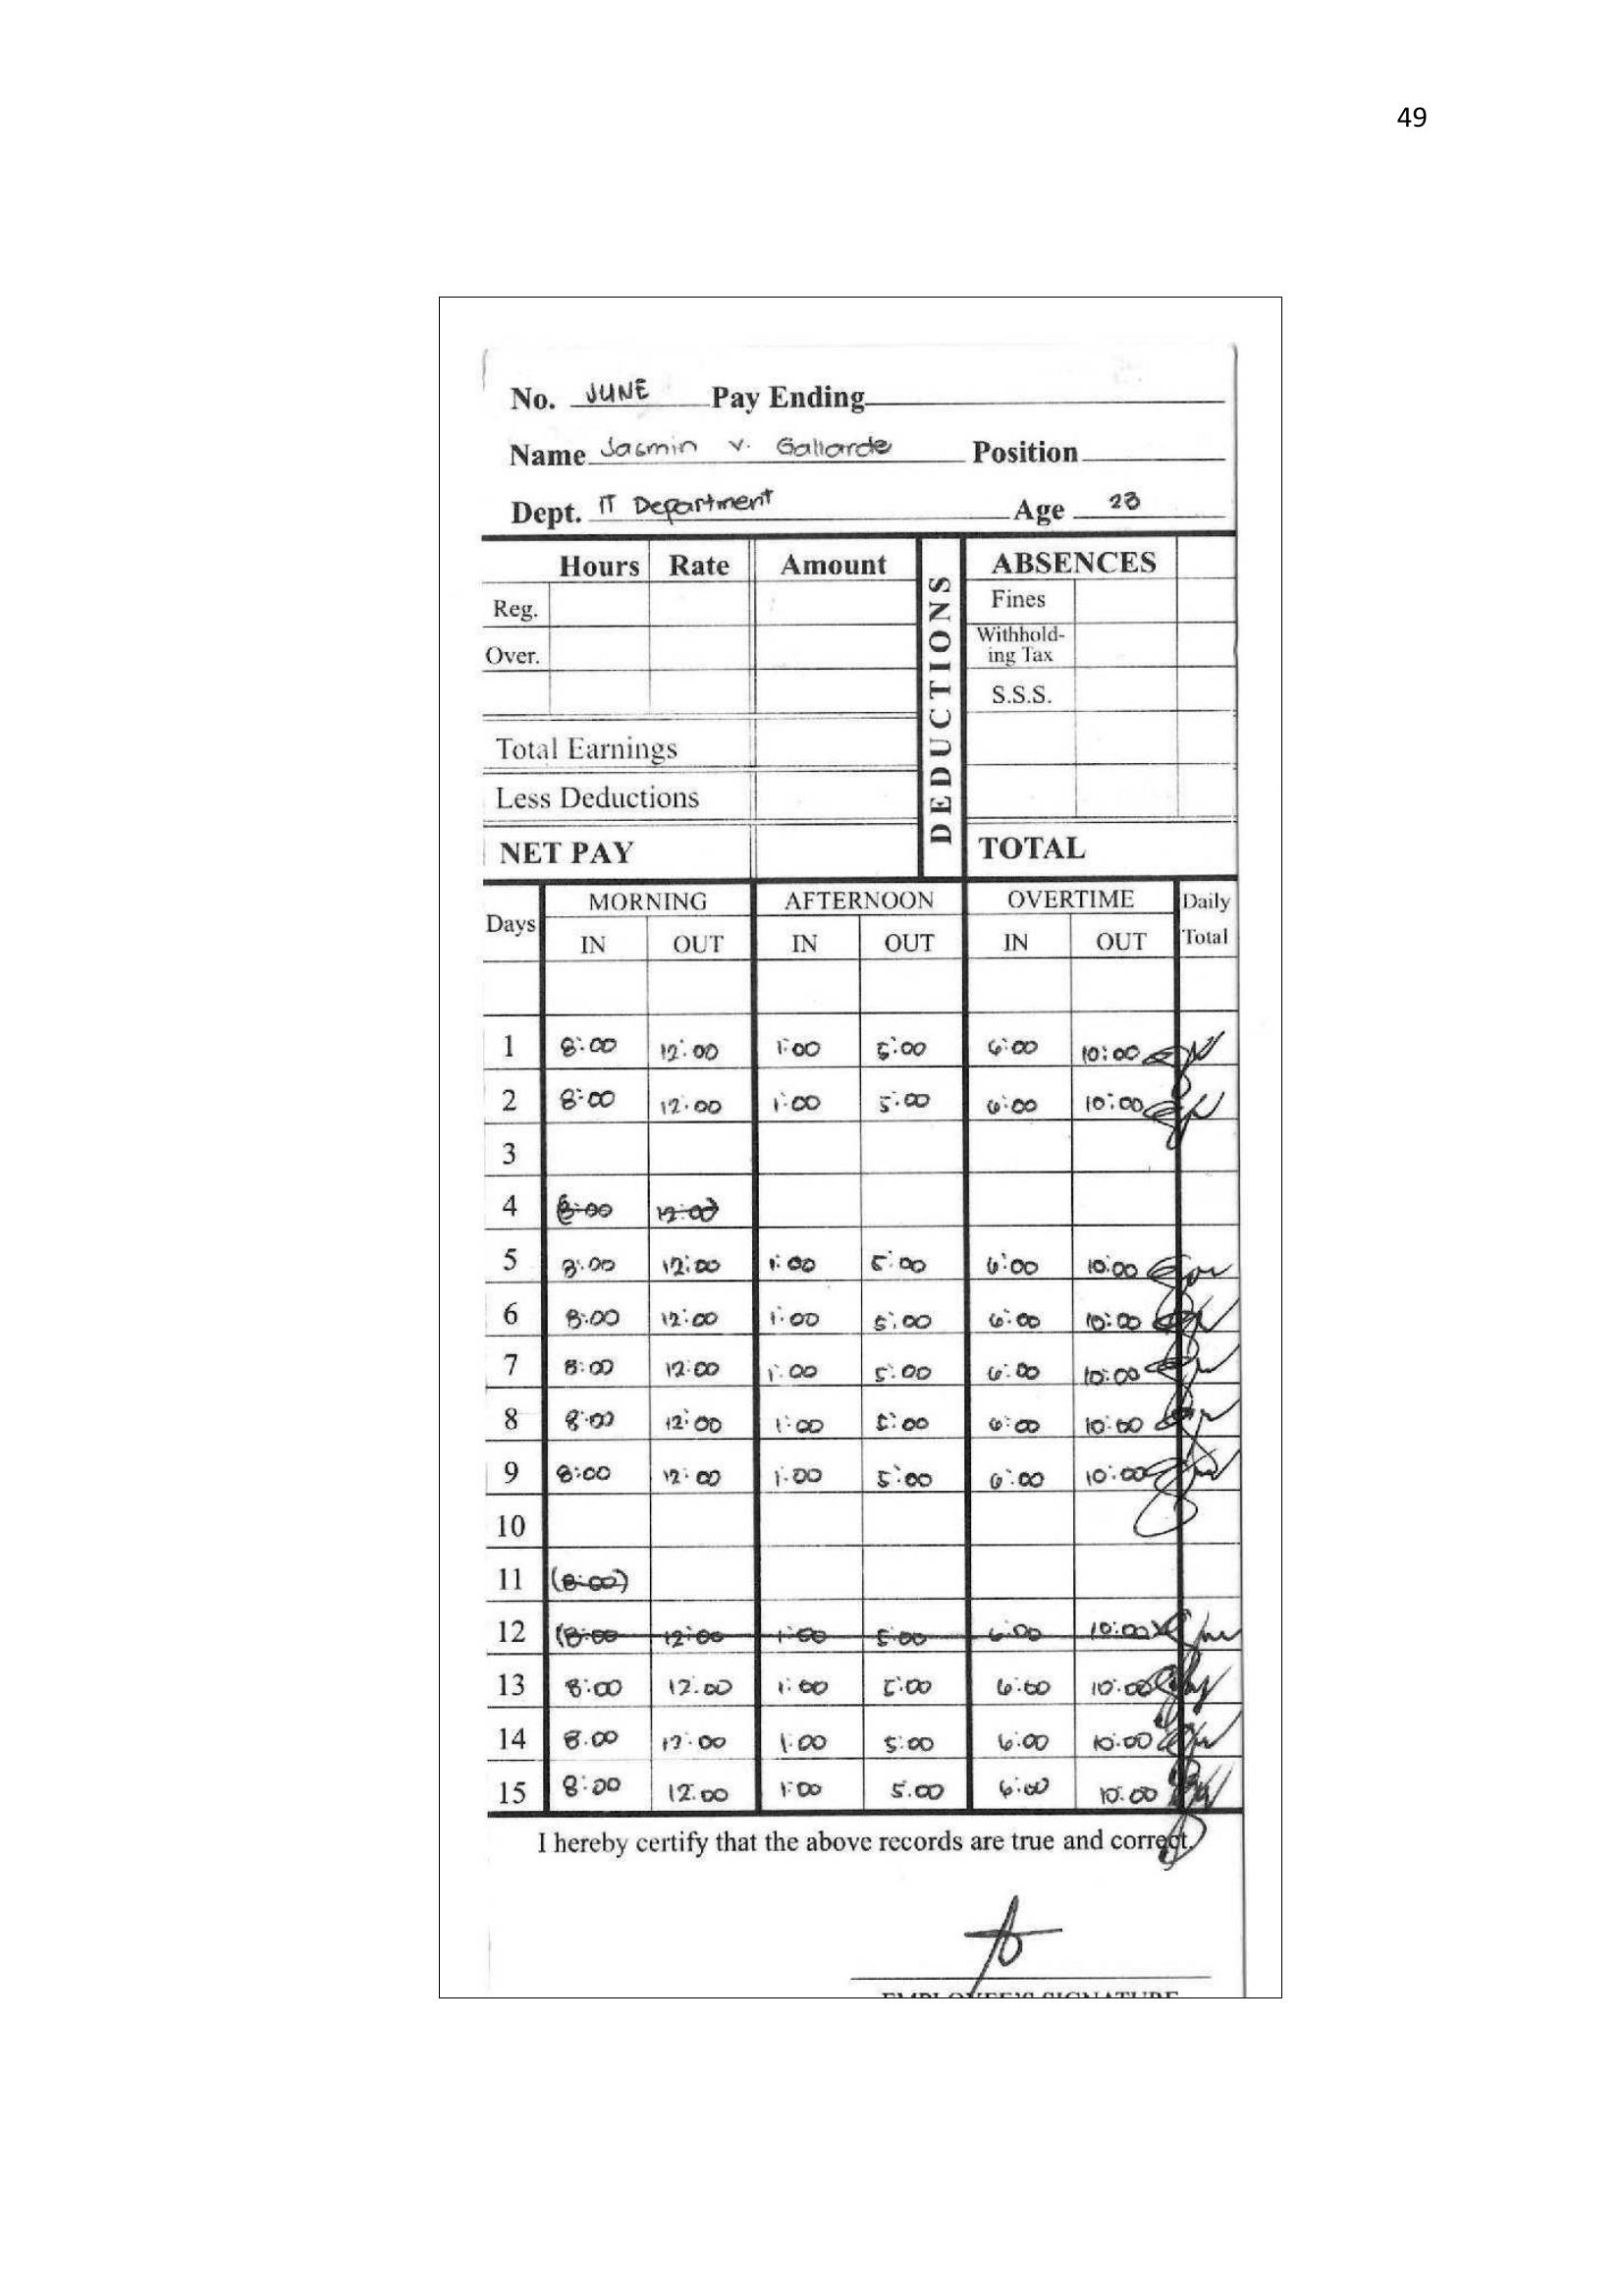 49
No. JUNE Pay Ending
Name Jasmin V. Gallarde Position
Dept. IT Department Age 23
Hours Rate Amount DEDUCTIONS ABSENCES
Reg. Fines
Over. Withhold-
ing Tax
S.S.S.
Total Earnings
Less Deductions
NET PAY TOTAL
Days MORNING AFTERNOON OVERTIME Daily
IN OUT IN OUT IN OUT Total
1 8:00 12:00 1:00 5:00 6:00 10:00
2 8:00 12:00 1:00 5:00 6:00 10:00
3
4 8:00 12:00
5 8:00 12:00 1:00 5:00 6:00 10:00
6 8:00 12:00 1:00 5:00 6:00 10:00
7 8:00 12:00 1:00 5:00 6:00 10:00
8 8:00 12:00 1:00 5:00 6:00 10:00
9 8:00 12:00 1:00 5:00 6:00 10:00
10
11 (8:00)
12 (8:00 12:00 1:00 5:00 6:00 10:00)
13 8:00 12:00 1:00 5:00 6:00 10:00
14 8:00 12:00 1:00 5:00 6:00 10:00
15 8:00 12:00 1:00 5:00 6:00 10:00
I hereby certify that the above records are true and correct.
EMPLOYEE'S SIGNATURE